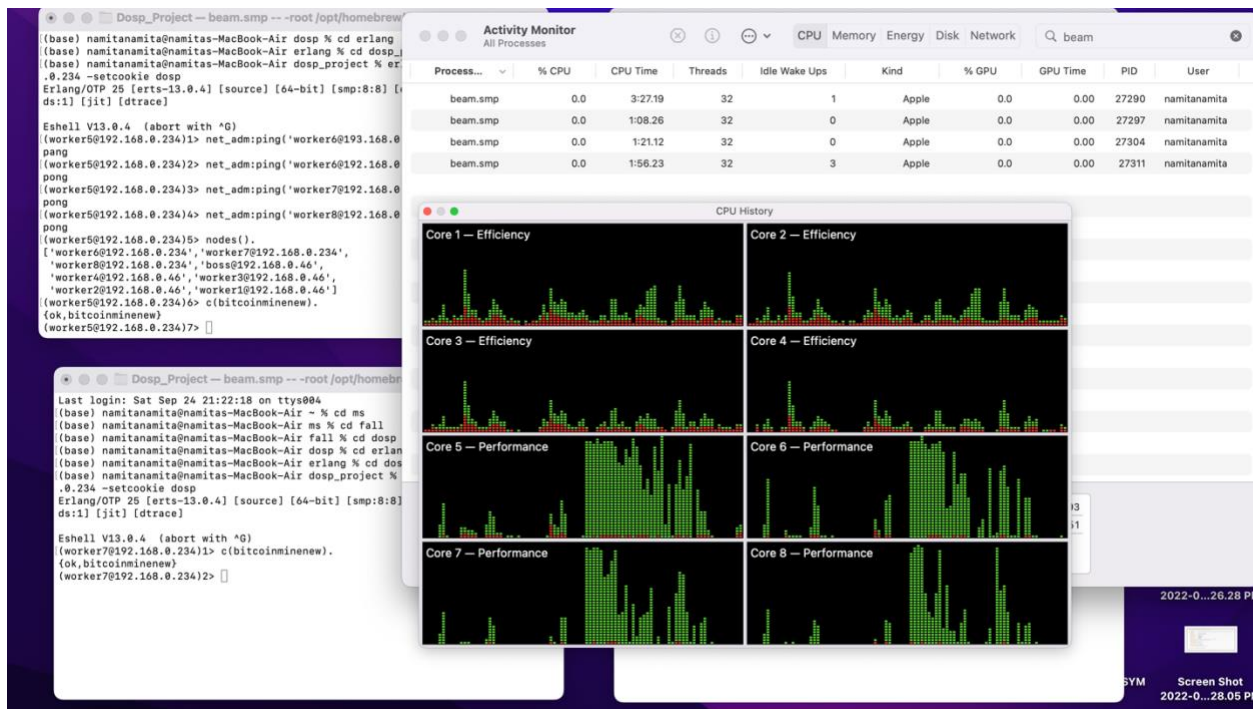 Dosp_Project — beam.smp -- -root /opt/homebrew
(base) namitanamita@namitas-MacBook-Air dosp % cd erlang
(base) namitanamita@namitas-MacBook-Air erlang % cd dosp_
(base) namitanamita@namitas-MacBook-Air dosp_project % er
.0.234 -setcookie dosp
Erlang/OTP 25 [erts-13.0.4] [source] [64-bit] [smp:8:8] [
ds:1] [jit] [dtrace]
Eshell V13.0.4  (abort with ^G)
(worker5@192.168.0.234)1> net_adm:ping('worker6@193.168.0
pang
(worker5@192.168.0.234)2> net_adm:ping('worker6@192.168.0
pong
(worker5@192.168.0.234)3> net_adm:ping('worker7@192.168.0
pong
(worker5@192.168.0.234)4> net_adm:ping('worker8@192.168.0
pong
(worker5@192.168.0.234)5> nodes().
['worker6@192.168.0.234','worker7@192.168.0.234',
'worker8@192.168.0.234','boss@192.168.0.46',
'worker4@192.168.0.46','worker3@192.168.0.46',
'worker2@192.168.0.46','worker1@192.168.0.46']
(worker5@192.168.0.234)6> c(bitcoinminenew).
{ok,bitcoinminenew}
(worker5@192.168.0.234)7>
Dosp_Project — beam.smp -- -root /opt/homebr
Last login: Sat Sep 24 21:22:18 on ttys004
(base) namitanamita@namitas-MacBook-Air ~ % cd ms
(base) namitanamita@namitas-MacBook-Air ms % cd fall
(base) namitanamita@namitas-MacBook-Air fall % cd dosp
(base) namitanamita@namitas-MacBook-Air dosp % cd erlan
(base) namitanamita@namitas-MacBook-Air erlang % cd dos
(base) namitanamita@namitas-MacBook-Air dosp_project %
.0.234 -setcookie dosp
Erlang/OTP 25 [erts-13.0.4] [source] [64-bit] [smp:8:8]
ds:1] [jit] [dtrace]
Eshell V13.0.4  (abort with ^G)
(worker7@192.168.0.234)1> c(bitcoinminenew).
{ok,bitcoinminenew}
(worker7@192.168.0.234)2>
Activity Monitor
All Processes
CPU Memory Energy Disk Network beam
Process... % CPU CPU Time Threads Idle Wake Ups Kind % GPU GPU Time PID User
beam.smp 0.0 3:27.19 32 1 Apple 0.0 0.00 27290 namitanamita
beam.smp 0.0 1:08.26 32 0 Apple 0.0 0.00 27297 namitanamita
beam.smp 0.0 1:21.12 32 0 Apple 0.0 0.00 27304 namitanamita
beam.smp 0.0 1:56.23 32 3 Apple 0.0 0.00 27311 namitanamita
CPU History
Core 1 — Efficiency
Core 2 — Efficiency
Core 3 — Efficiency
Core 4 — Efficiency
Core 5 — Performance
Core 6 — Performance
Core 7 — Performance
Core 8 — Performance
2022-0...26.28 P
SYM
Screen Shot
2022-0...28.05 P